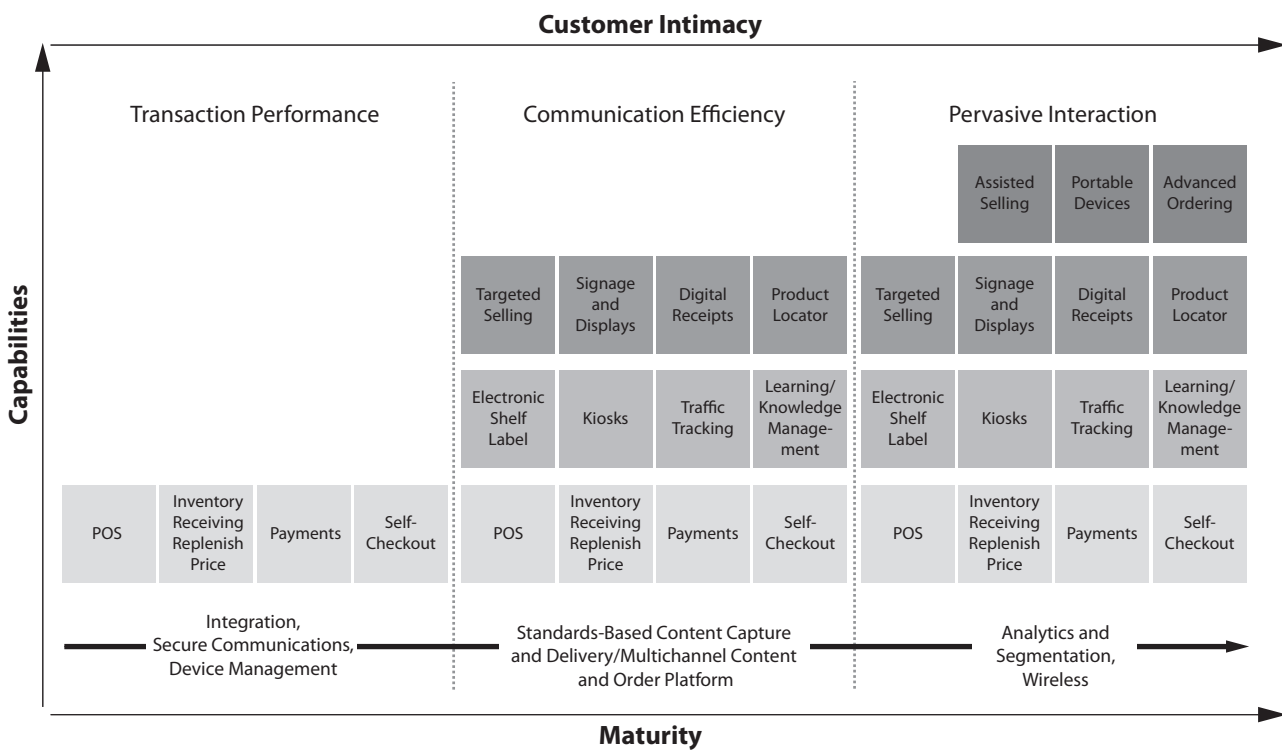 Customer Intimacy
Capabilities
Transaction Performance
Communication Efficiency
Pervasive Interaction
Assisted
Selling
Portable
Devices
Advanced
Ordering
Targeted
Selling
Signage
and
Displays
Digital
Receipts
Product
Locator
Targeted
Selling
Signage
and
Displays
Digital
Receipts
Product
Locator
Electronic
Shelf
Label
Kiosks
Traffic
Tracking
Learning/
Knowledge
Manage-
ment
Electronic
Shelf
Label
Kiosks
Traffic
Tracking
Learning/
Knowledge
Manage-
ment
POS
Inventory
Receiving
Replenish
Price
Payments
Self-
Checkout
POS
Inventory
Receiving
Replenish
Price
Payments
Self-
Checkout
POS
Inventory
Receiving
Replenish
Price
Payments
Self-
Checkout
Integration,
Secure Communications,
Device Management
Standards-Based Content Capture
and Delivery/Multichannel Content
and Order Platform
Analytics and
Segmentation,
Wireless
Maturity